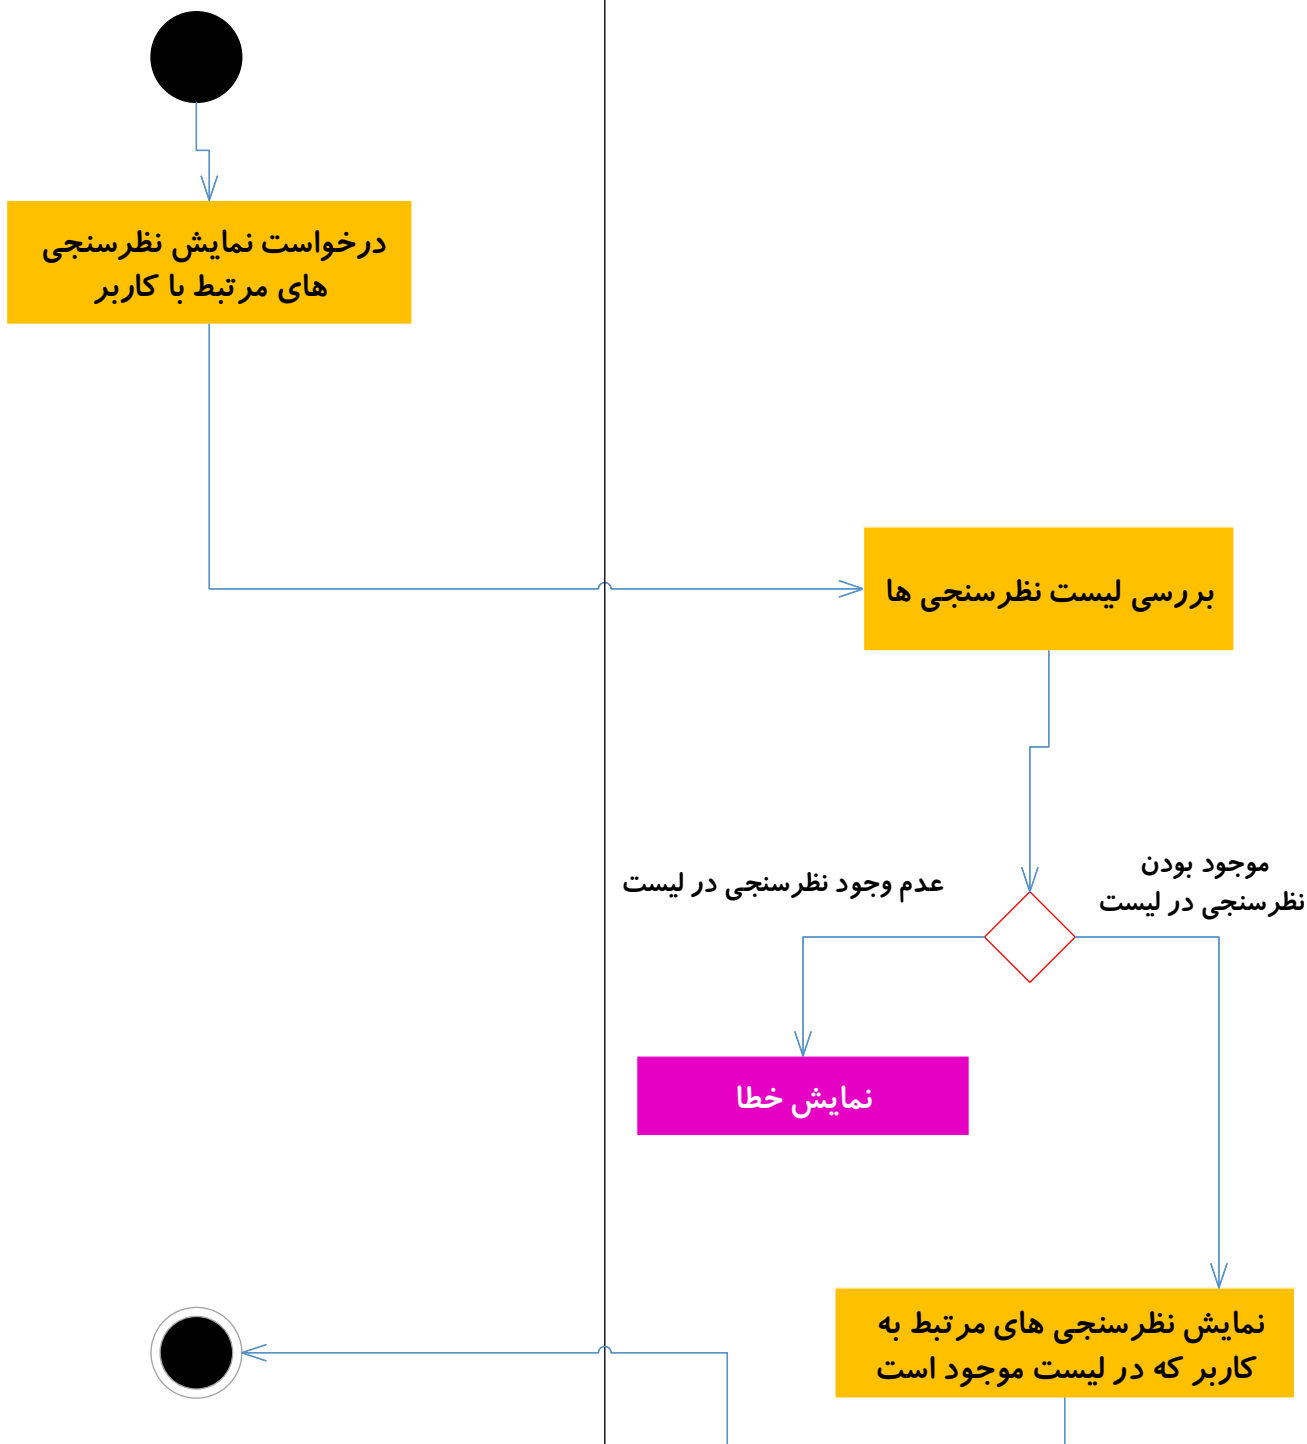 درخواست نمایش نظرسنجی
های مرتبط با کاربر
بررسی لیست نظرسنجی ها
موجود بودن
نظرسنجی در لیست
عدم وجود نظرسنجی در لیست
نمایش خطا
نمایش نظرسنجی های مرتبط به
کاربر که در لیست موجود است